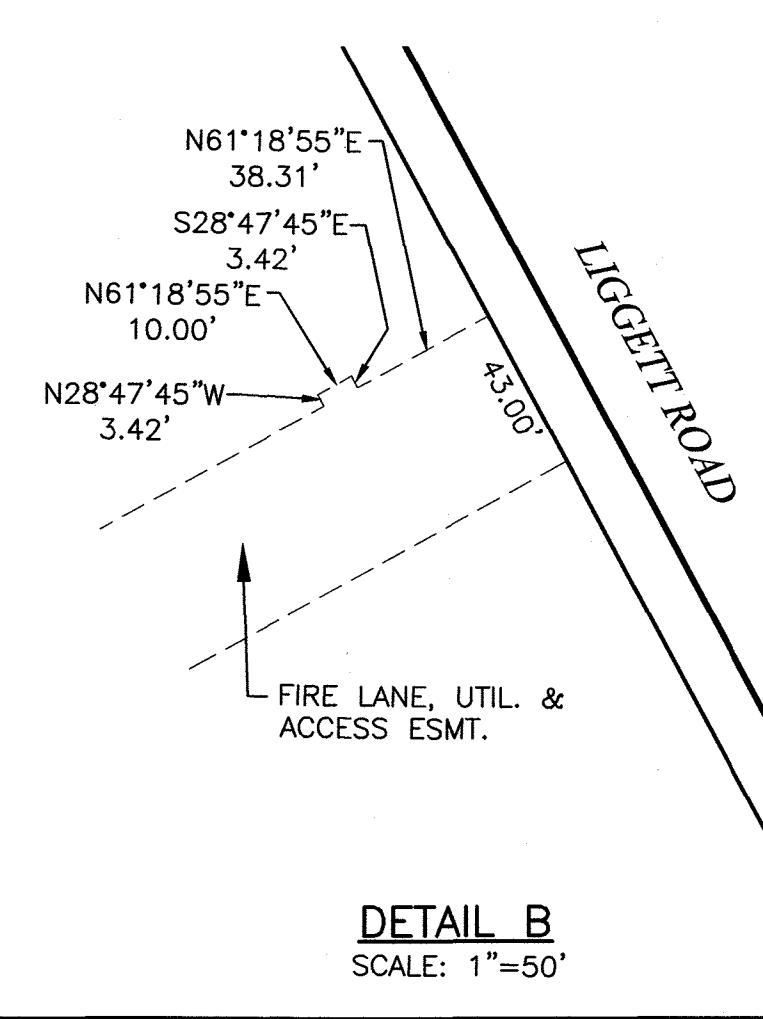 N61°18'55"E
38.31'
S28°47'45"E
3.42'
N61°18'55"E
10.00'
N28°47'45"W
3.42'
LIGGETT ROAD
43.00'
FIRE LANE, UTIL. &
ACCESS ESMT.
DETAIL B
SCALE: 1"=50'